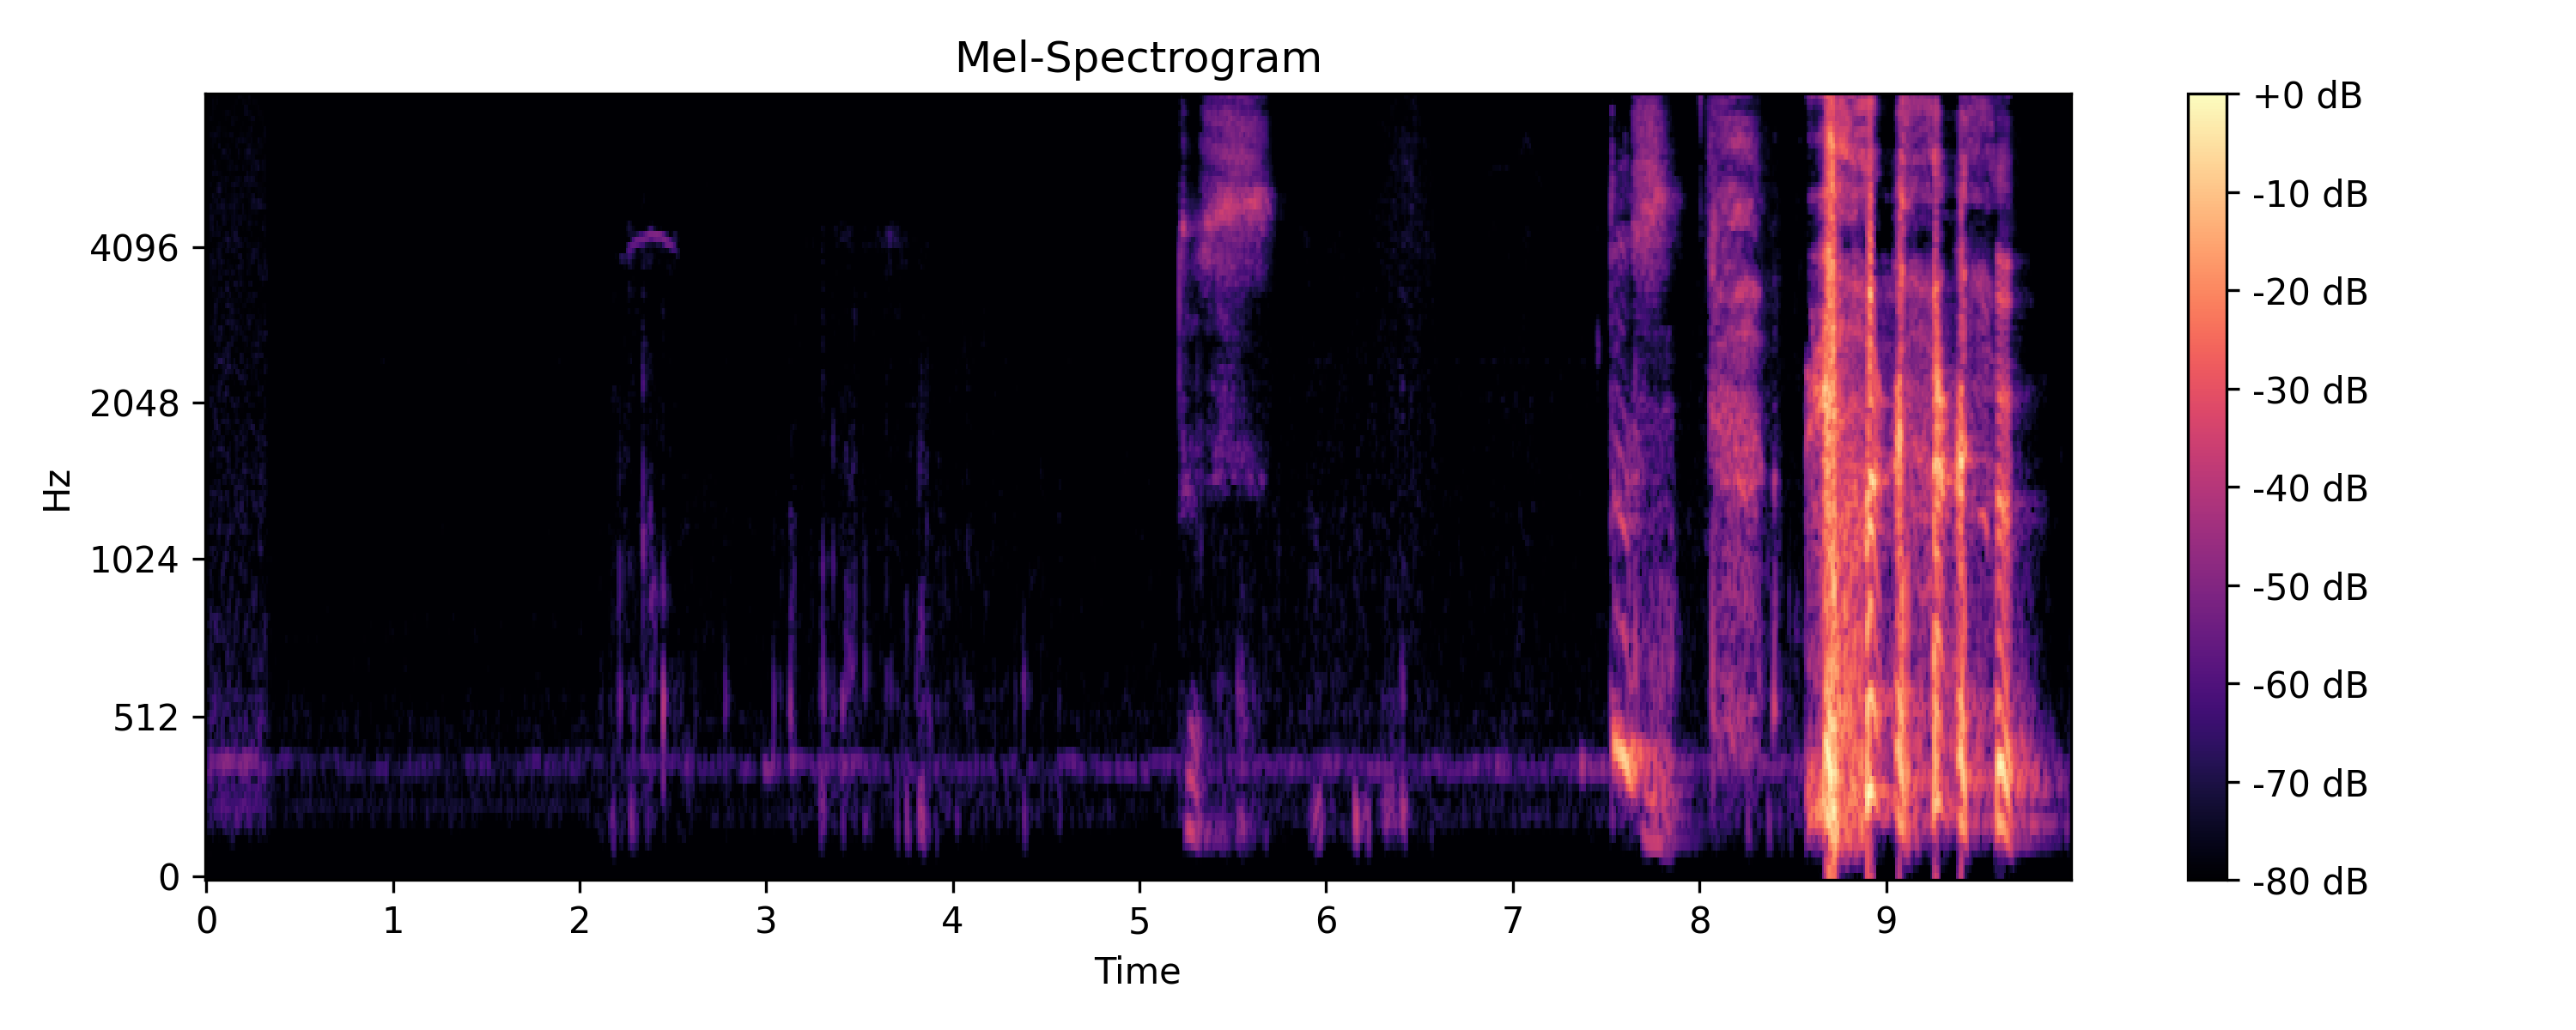 Mel-Spectrogram
+0 dB
-10 dB
-20 dB
-30 dB
-40 dB
-50 dB
-60 dB
-70 dB
-80 dB
Hz
4096
2048
1024
512
0
0 1 2 3 4 5 6 7 8 9
Time